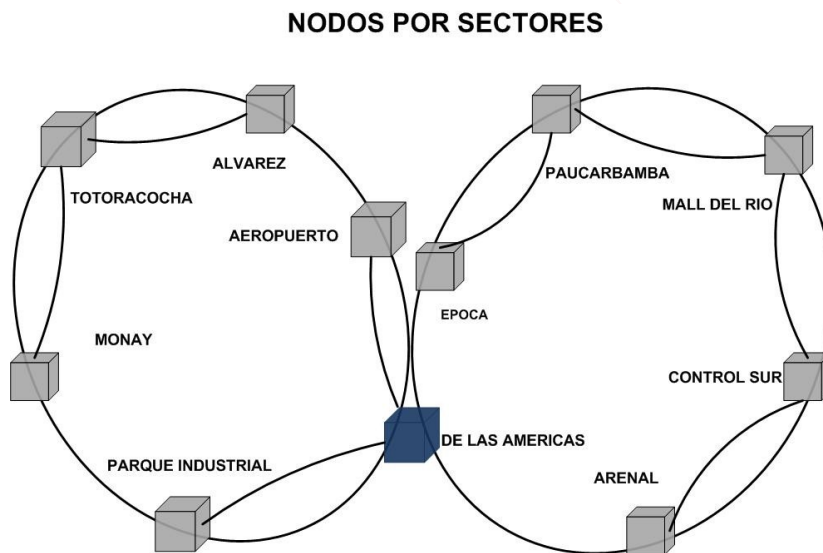 NODOS POR SECTORES
ALVAREZ
PAUCARBAMBA
TOTORACOCHA
MALL DEL RIO
AEROPUERTO
EPOCA
MONAY
CONTROL SUR
DE LAS AMERICAS
PARQUE INDUSTRIAL
ARENAL